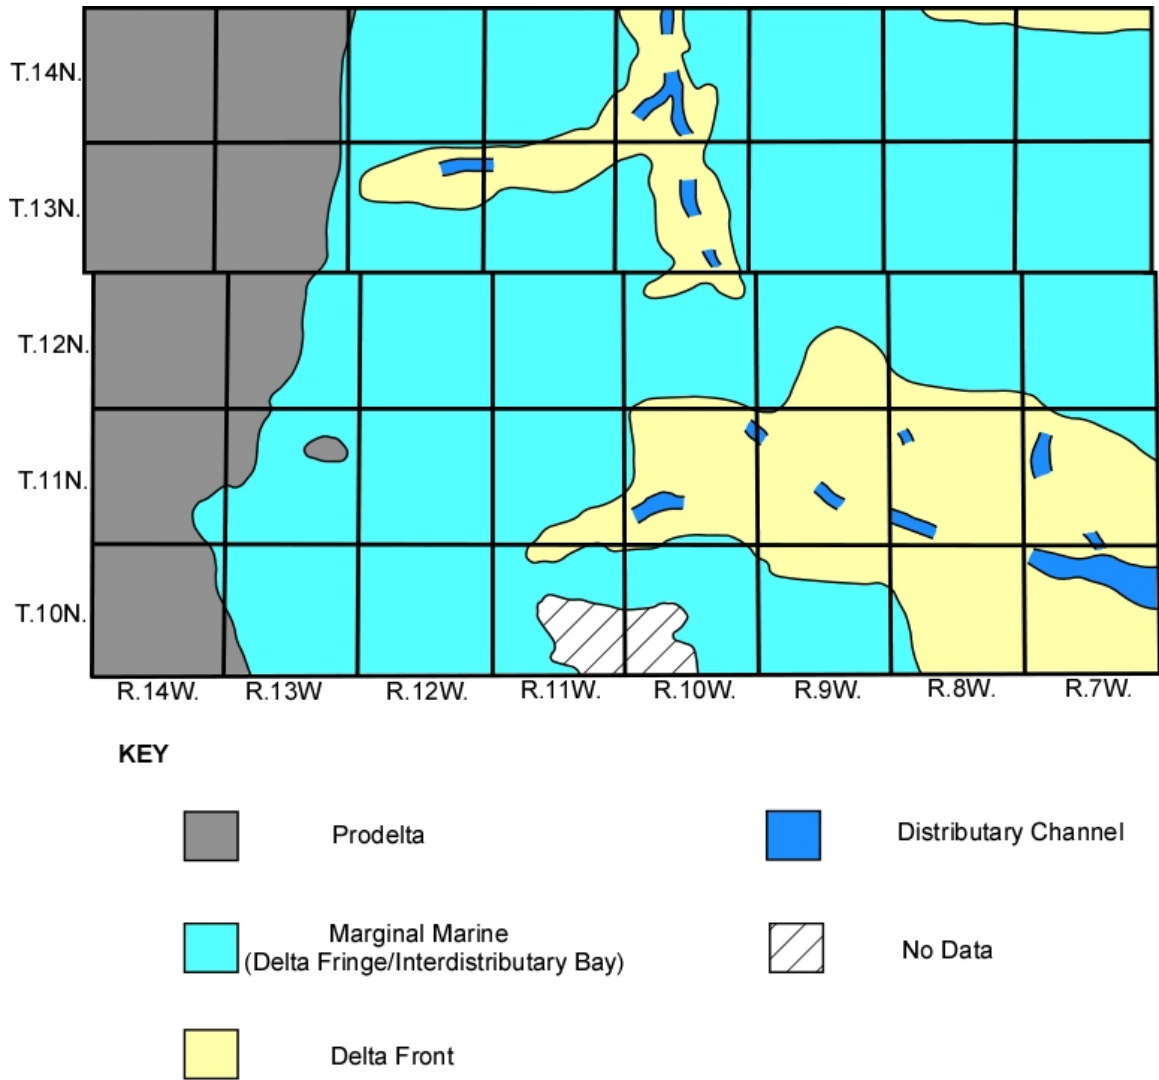 T.14N.
T.13N.
T.12N.
T.11N.
T.10N.
R.14W. R.13W R.12W. R.11W. R.10W. R.9W. R.8W. R.7W.
KEY
Prodelta
Distributary Channel
Marginal Marine
(Delta Fringe/Interdistributary Bay)
No Data
Delta Front